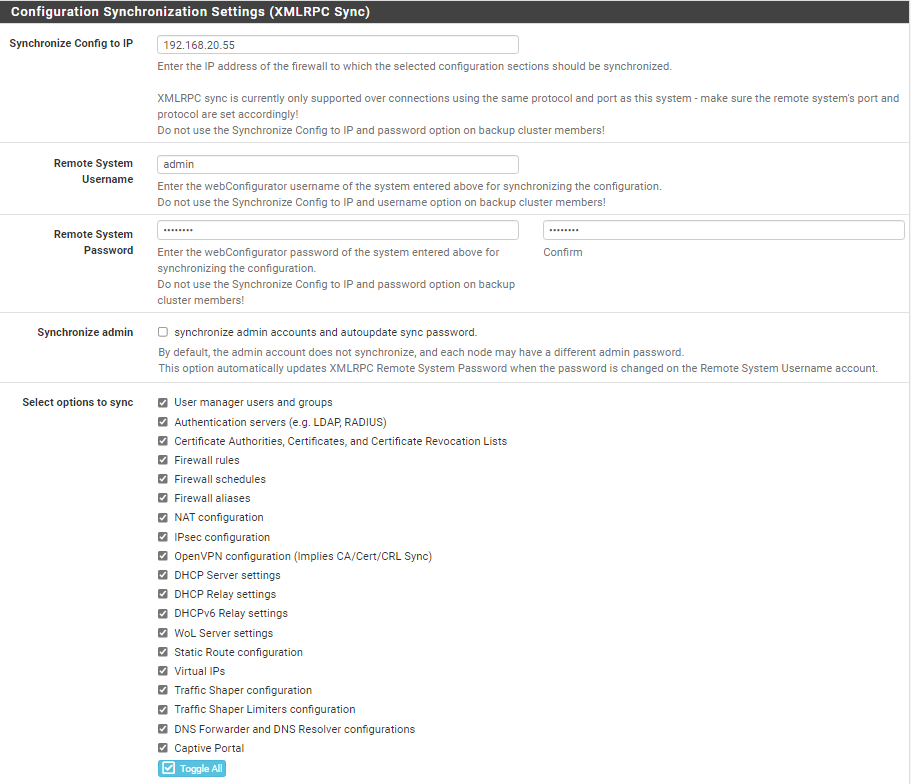 Configuration Synchronization Settings (XMLRPC Sync)
Synchronize Config to IP
192.168.20.55
Enter the IP address of the firewall to which the selected configuration sections should be synchronized.
XMLRPC sync is currently only supported over connections using the same protocol and port as this system - make sure the remote system's port and
protocol are set accordingly!
Do not use the Synchronize Config to IP and password option on backup cluster members!
Remote System
Username
admin
Enter the webConfigurator username of the system entered above for synchronizing the configuration.
Do not use the Synchronize Config to IP and username option on backup cluster members!
Remote System
Password
••••••••
••••••••
Enter the webConfigurator password of the system entered above for
synchronizing the configuration.
Do not use the Synchronize Config to IP and password option on backup
cluster members!
Confirm
Synchronize admin
synchronize admin accounts and autoupdate sync password.
By default, the admin account does not synchronize, and each node may have a different admin password.
This option automatically updates XMLRPC Remote System Password when the password is changed on the Remote System Username account.
Select options to sync
User manager users and groups
Authentication servers (e.g. LDAP, RADIUS)
Certificate Authorities, Certificates, and Certificate Revocation Lists
Firewall rules
Firewall schedules
Firewall aliases
NAT configuration
IPsec configuration
OpenVPN configuration (Implies CA/Cert/CRL Sync)
DHCP Server settings
DHCP Relay settings
DHCPv6 Relay settings
WoL Server settings
Static Route configuration
Virtual IPs
Traffic Shaper configuration
Traffic Shaper Limiters configuration
DNS Forwarder and DNS Resolver configurations
Captive Portal
Toggle All